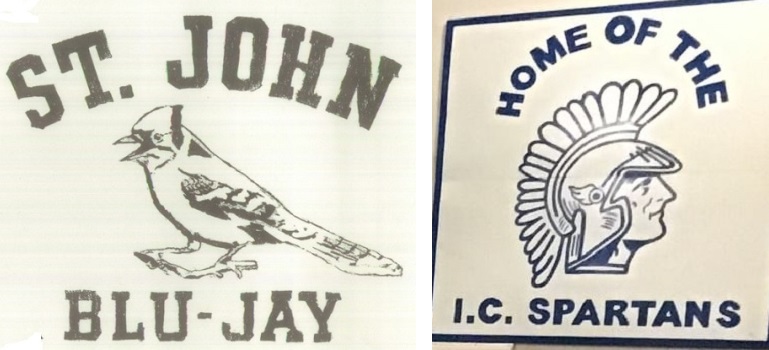 ST. JOHN
BLU-JAY
HOME OF THE
I.C. SPARTANS